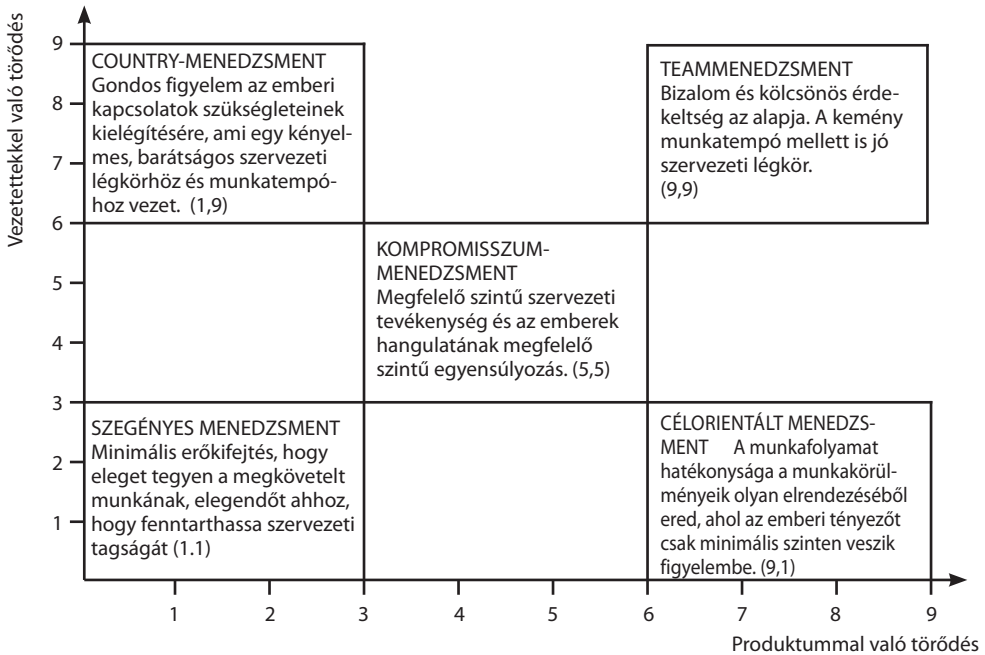 Vezetettekkel való törődés
9
8
7
6
5
4
3
2
1
COUNTRY-MENEDZSMENT
Gondos figyelem az emberi
kapcsolatok szükségleteinek
kielégítésére, ami egy kényel-
mes, barátságos szervezeti
légkörhöz és munkatempó-
hoz vezet. (1,9)
TEAMMENEDZSMENT
Bizalom és kölcsönös érde-
keltség az alapja. A kemény
munkatempó mellett is jó
szervezeti légkör.
(9,9)
KOMPROMISSZUM-
MENEDZSMENT
Megfelelő szintű szervezeti
tevékenység és az emberek
hangulatának megfelelő
szintű egyensúlyozás. (5,5)
SZEGÉNYES MENEDZSMENT
Minimális erőkifejtés, hogy
eleget tegyen a megkövetelt
munkának, elegendőt ahhoz,
hogy fenntarthassa szervezeti
tagságát (1.1)
CÉLORIENTÁLT MENEDZS-
MENT A munkafolyamat
hatékonysága a munkakörül-
ményeik olyan elrendezéséből
ered, ahol az emberi tényezőt
csak minimális szinten veszik
figyelembe. (9,1)
1 2 3 4 5 6 7 8 9
Produktummal való törődés